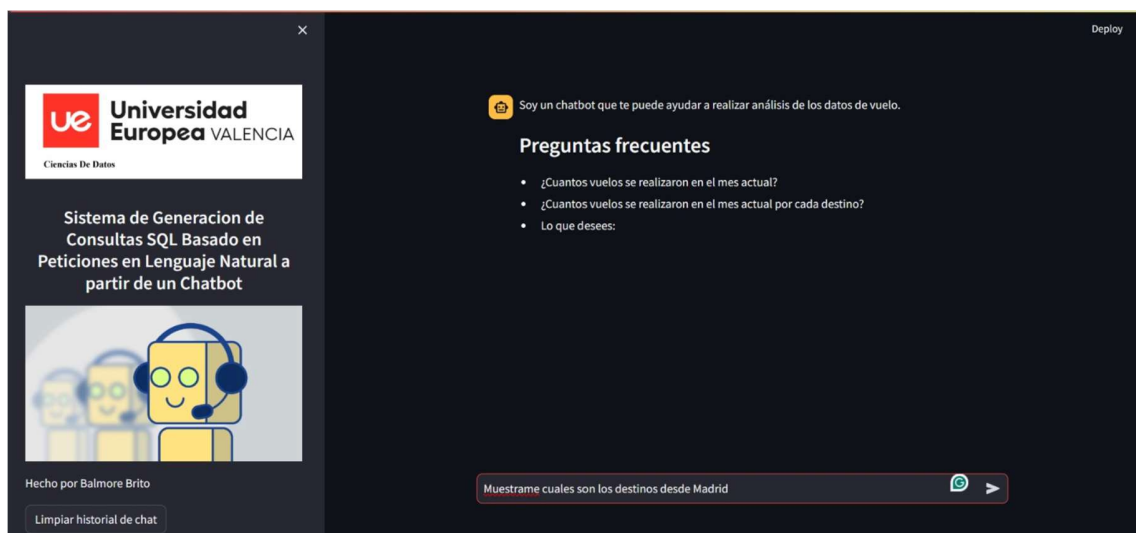 Deploy
ue
Universidad
Europea VALENCIA
Ciencias De Datos
Sistema de Generacion de
Consultas SQL Basado en
Peticiones en Lenguaje Natural a
partir de un Chatbot
Hecho por Balmore Brito
Limpiar historial de chat
Soy un chatbot que te puede ayudar a realizar análisis de los datos de vuelo.
Preguntas frecuentes
• ¿Cuantos vuelos se realizaron en el mes actual?
• ¿Cuantos vuelos se realizaron en el mes actual por cada destino?
• Lo que desees:
Muestrame cuales son los destinos desde Madrid